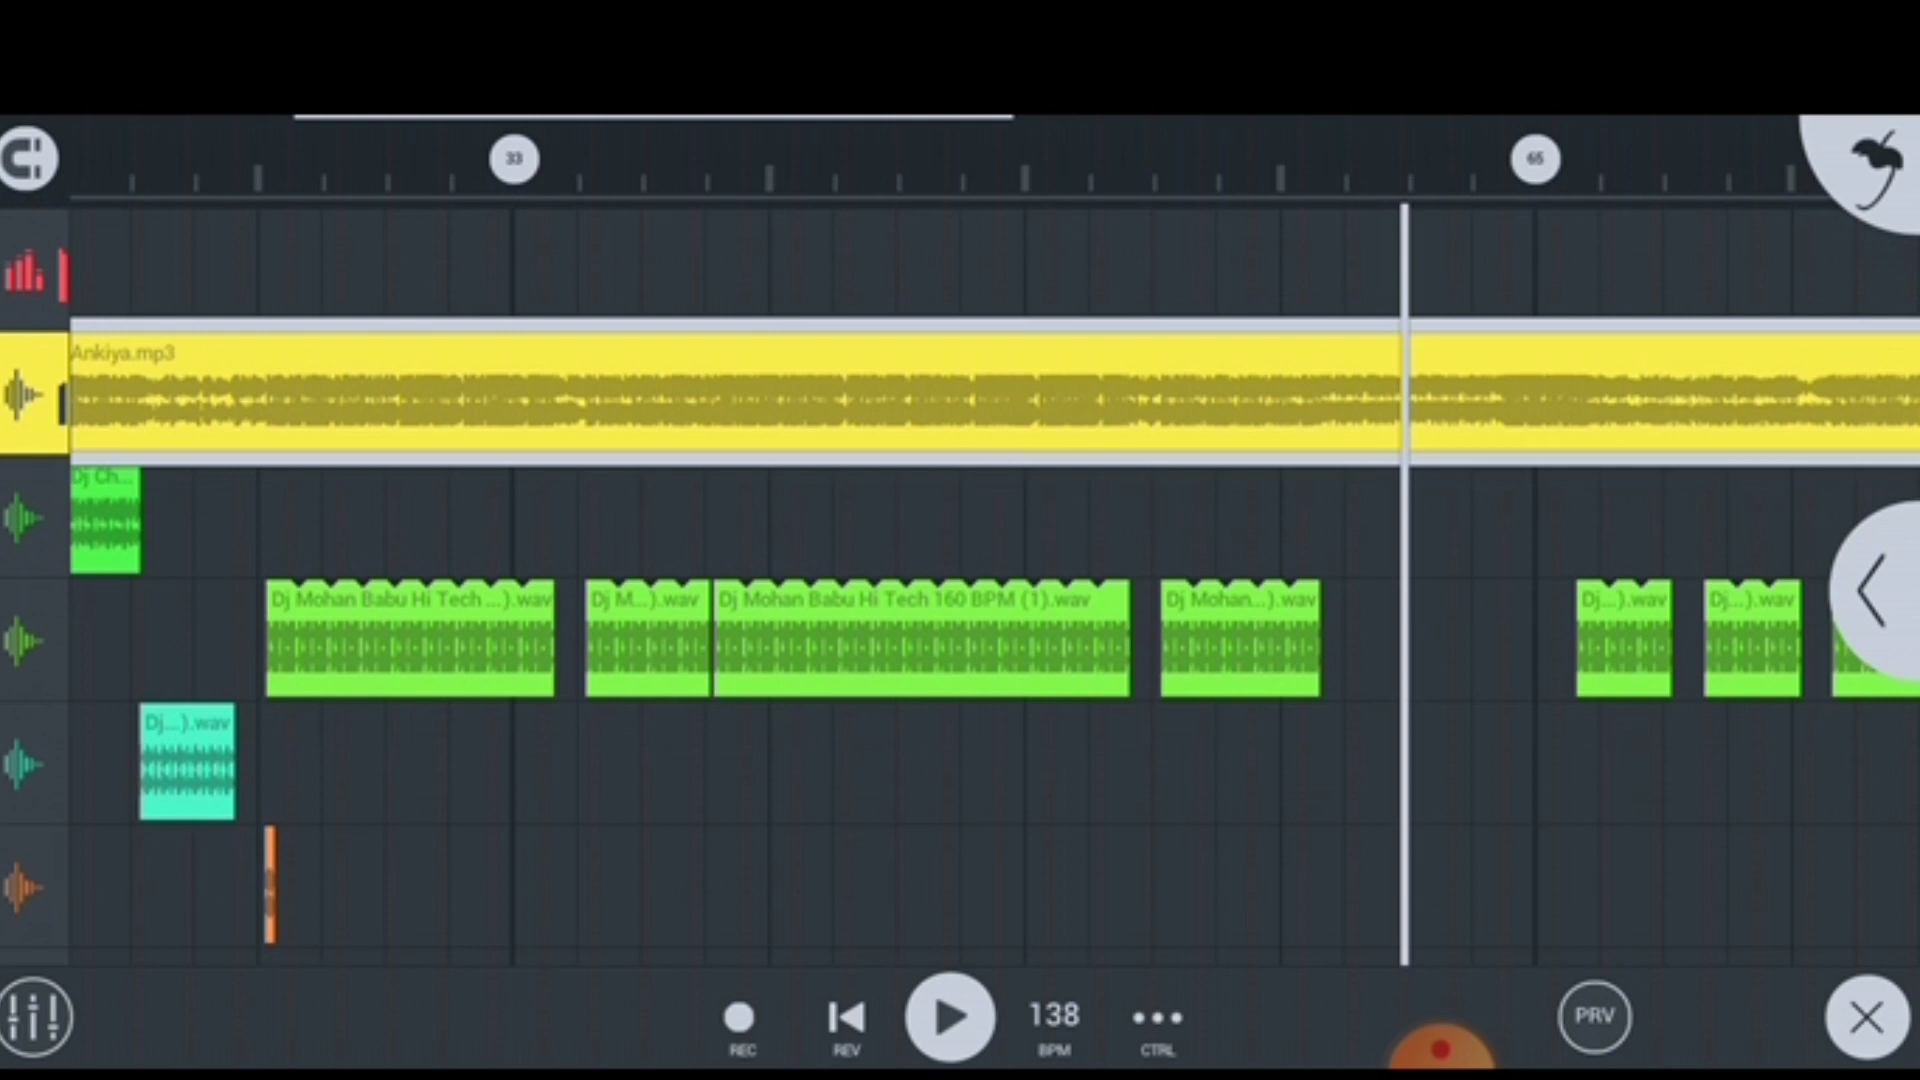 33
65
Ankiya.mp3
Dj Ch...
Dj Mohan Babu Hi Tech ...).wav
Dj M...).wav
Dj Mohan Babu Hi Tech 160 BPM (1).wav
Dj Mohan...).wav
Dj...).wav
Dj...).wav
Dj...).wav
138
PRV
REC
REV
BPM
CTRL